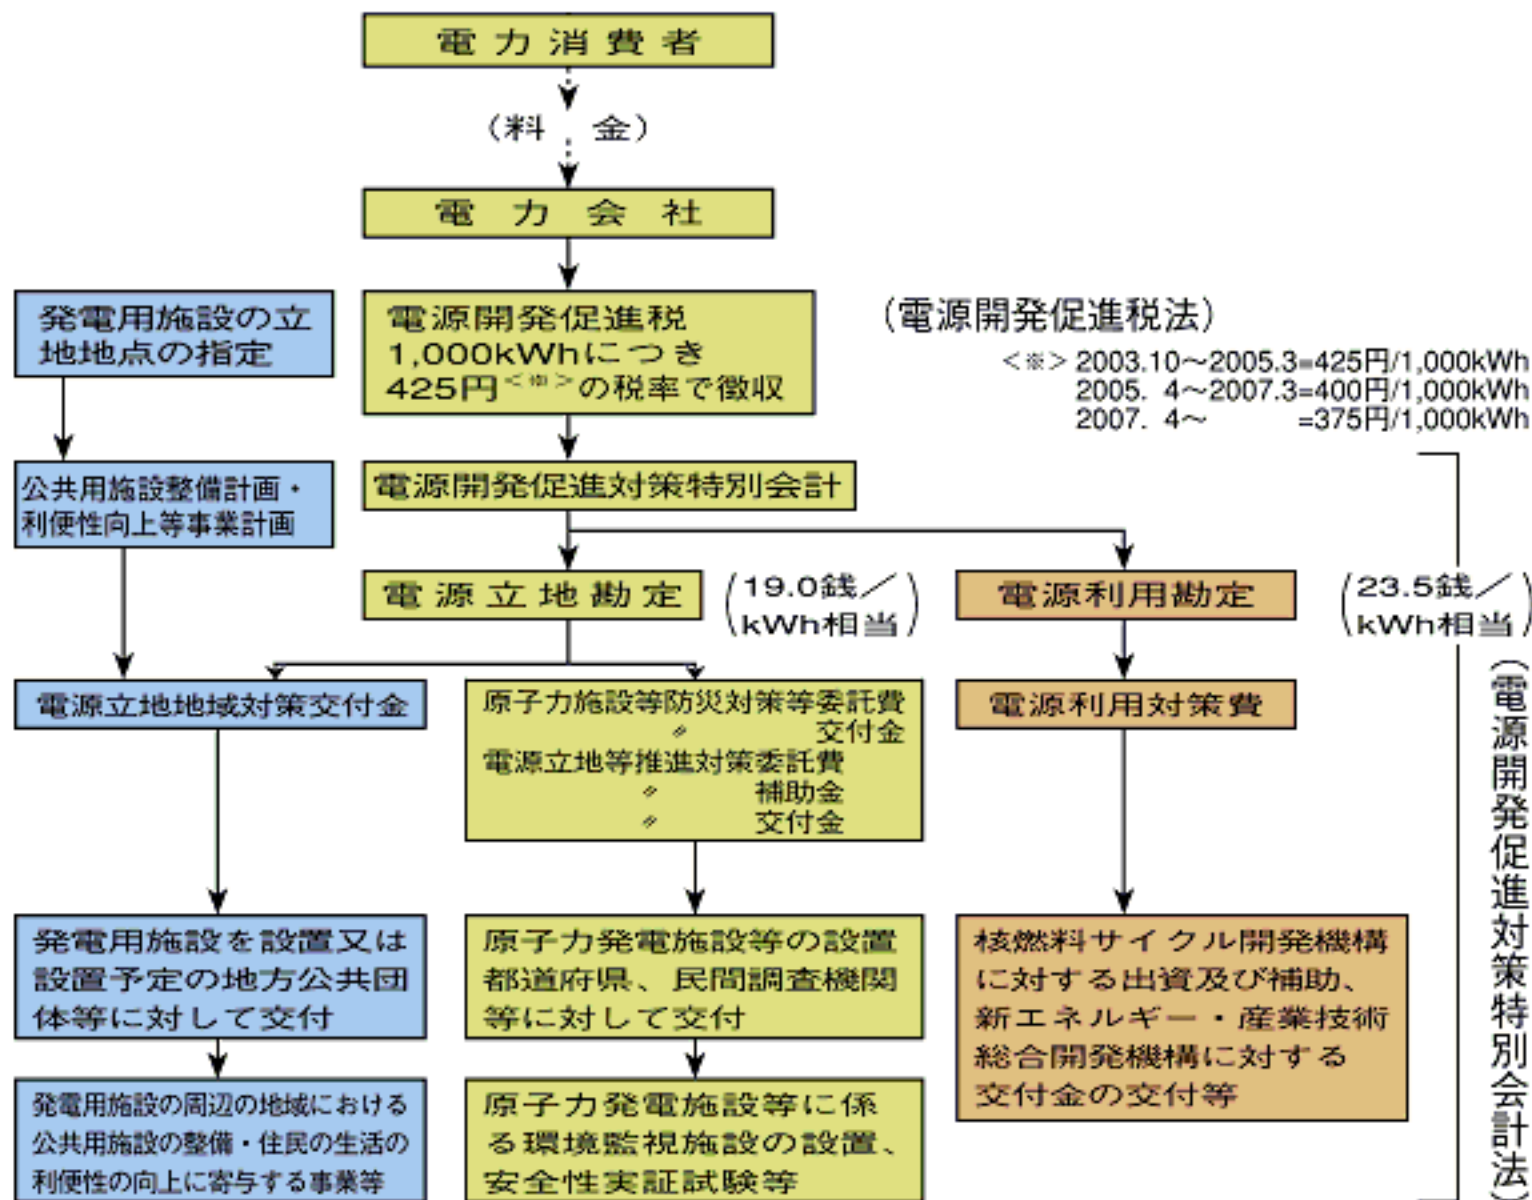 電力消費者
（料　金）
電力会社
発電用施設の立
地地点の指定
電源開発促進税
1,000kWhにつき
425円<※>の税率で徴収
（電源開発促進税法）
<※> 2003.10～2005.3=425円/1,000kWh
2005. 4～2007.3=400円/1,000kWh
2007. 4～　　　=375円/1,000kWh
公共用施設整備計画・
利便性向上等事業計画
電源開発促進対策特別会計
電源立地勘定
（19.0銭／
kWh相当）
電源利用勘定
（23.5銭／
kWh相当）
（電源開発促進対策特別会計法）
電源立地地域対策交付金
原子力施設等防災対策等委託費
〃　　　交付金
電源立地等推進対策委託費
〃　　　補助金
〃　　　交付金
電源利用対策費
発電用施設を設置又は
設置予定の地方公共団
体等に対して交付
原子力発電施設等の設置
都道府県、民間調査機関
等に対して交付
核燃料サイクル開発機構
に対する出資及び補助、
新エネルギー・産業技術
総合開発機構に対する
交付金の交付等
発電用施設の周辺の地域における
公共用施設の整備・住民の生活の
利便性の向上に寄与する事業等
原子力発電施設等に係
る環境監視施設の設置、
安全性実証試験等